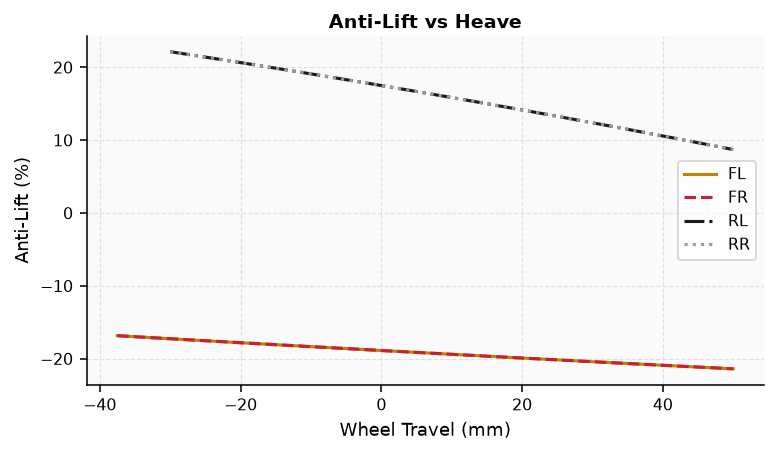 Anti-Lift vs Heave
Anti-Lift (%)
20
10
0
−10
−20
FL
FR
RL
RR
−40
−20
0
20
40
Wheel Travel (mm)